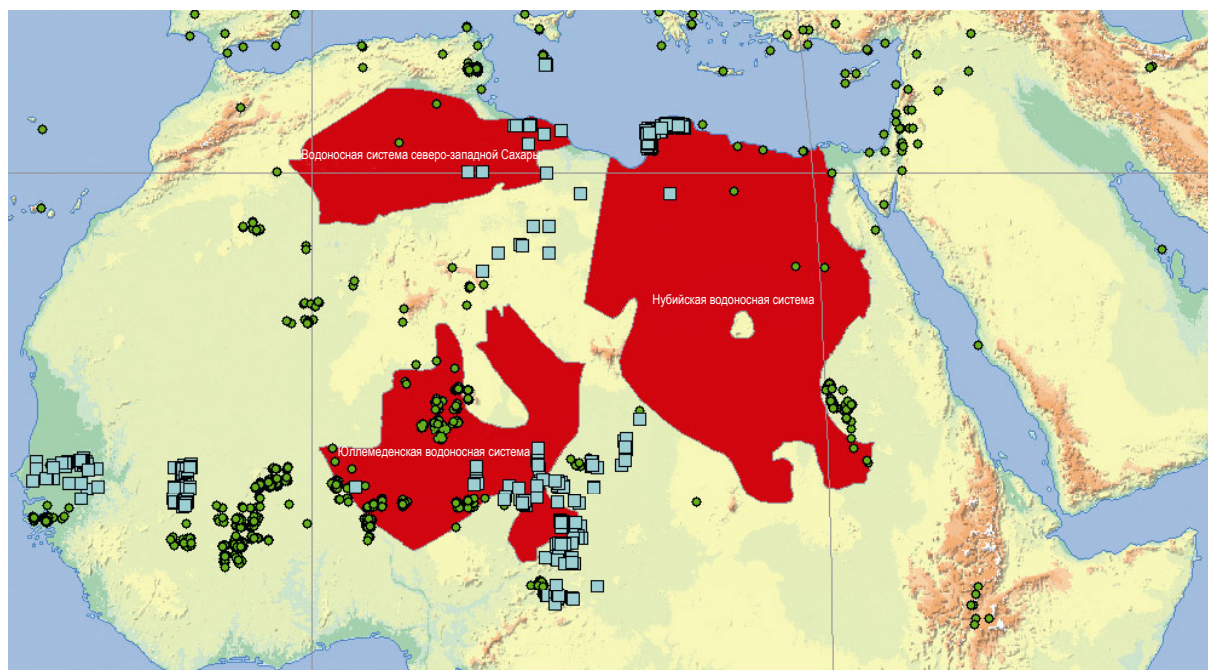 Водоносная система северо-западной Сахары
Нубийская водоносная система
Юллемеденская водоносная система